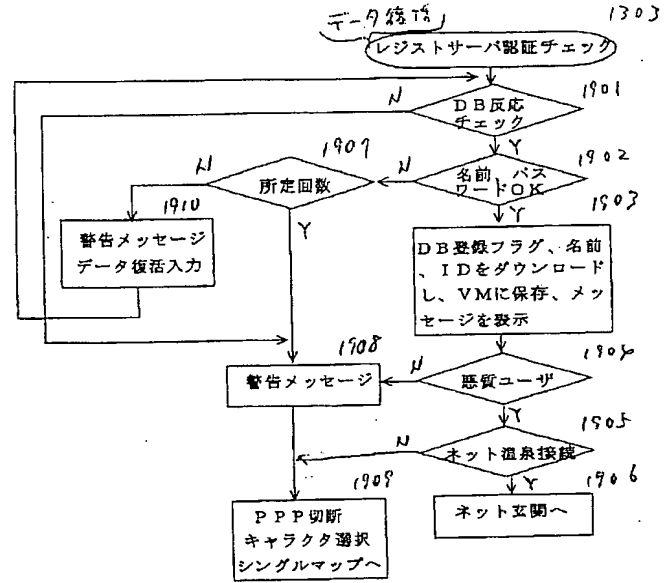 1303
データ復活
レジストサーバ認証チェック
1901
N
DB反応
チェック
Y
1902
1907
N
名前 パス
ワードOK
N
所定回数
Y
1903
1910
Y
警告メッセージ
データ復活入力
DB登録フラグ、名前
、IDをダウンロード
し、VMに保存、メッ
セージを表示
1908
1904
警告メッセージ
N
悪質ユーザ
Y
1905
N
ネット温泉接続
1909
Y
1906
PPP切断
キャラクタ選択
シングルマップへ
ネット玄関へ